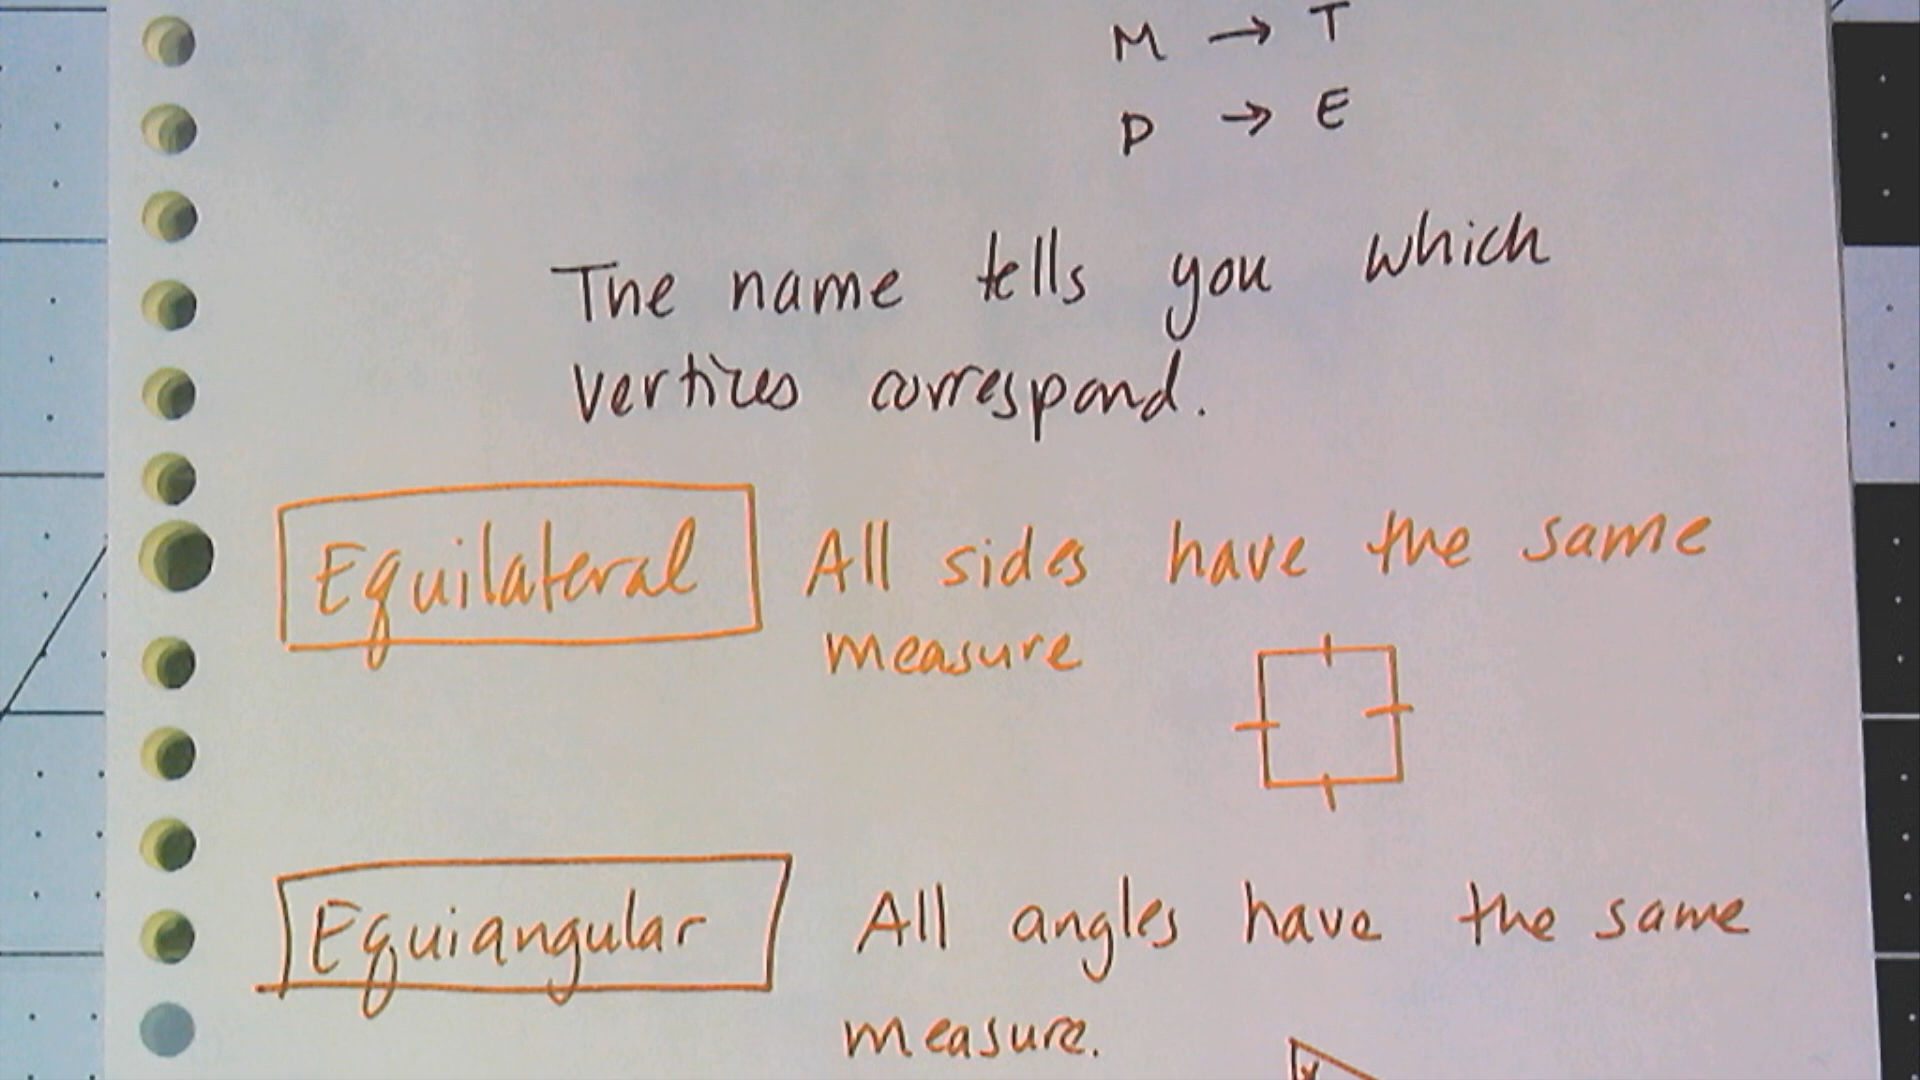 M → T
D → E
The name tells you which
vertices correspond.
Equilateral All sides have the same
measure
Equiangular All angles have the same
measure.